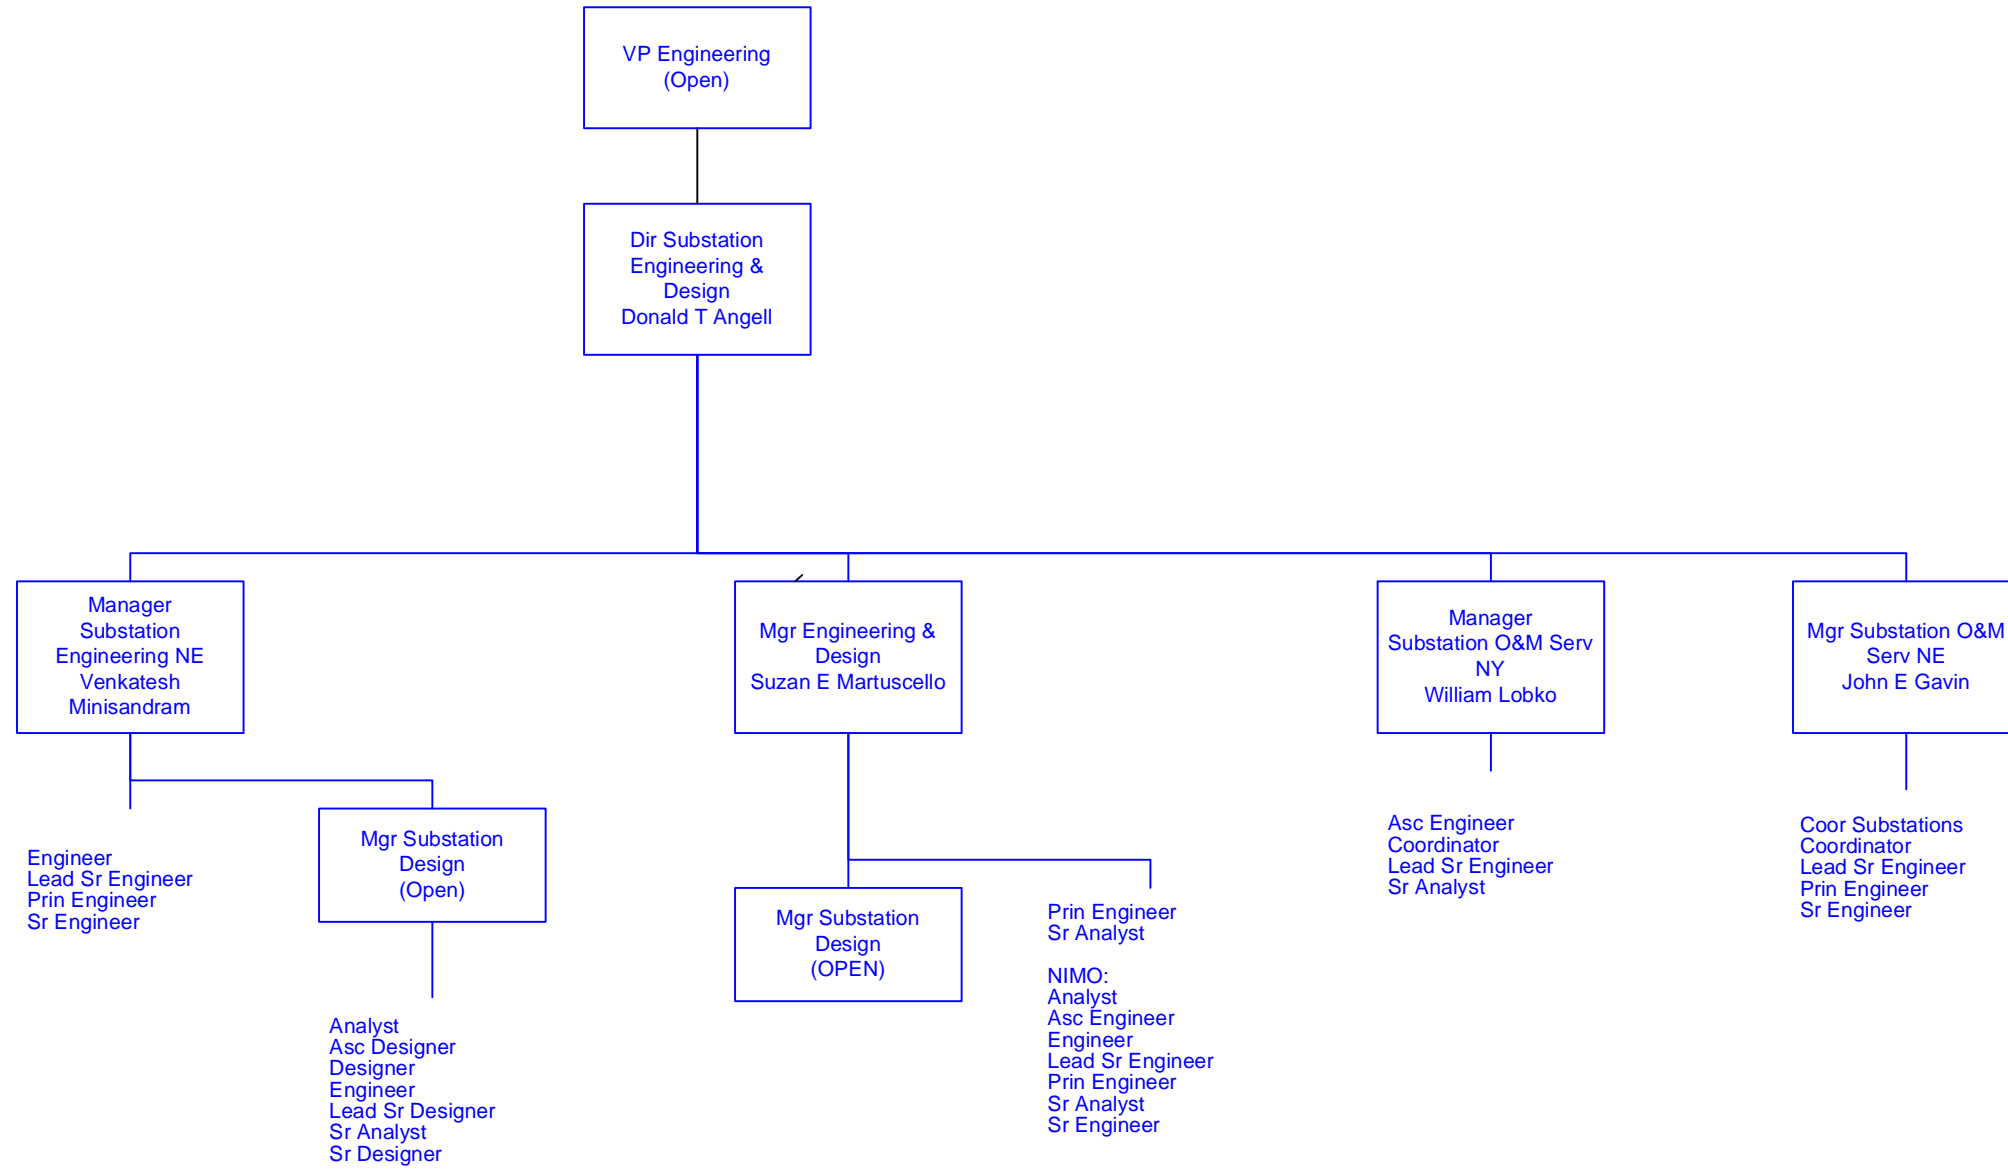 VP Engineering
(Open)
Dir Substation
Engineering &
Design
Donald T Angell
Manager
Substation
Engineering NE
Venkatesh
Minisandram
Mgr Engineering &
Design
Suzan E Martuscello
Manager
Substation O&M Serv
NY
William Lobko
Mgr Substation O&M
Serv NE
John E Gavin
Engineer
Lead Sr Engineer
Prin Engineer
Sr Engineer
Mgr Substation
Design
(Open)
Analyst
Asc Designer
Designer
Engineer
Lead Sr Designer
Sr Analyst
Sr Designer
Mgr Substation
Design
(OPEN)
Prin Engineer
Sr Analyst
NIMO:
Analyst
Asc Engineer
Engineer
Lead Sr Engineer
Prin Engineer
Sr Analyst
Sr Engineer
Asc Engineer
Coordinator
Lead Sr Engineer
Sr Analyst
Coor Substations
Coordinator
Lead Sr Engineer
Prin Engineer
Sr Engineer